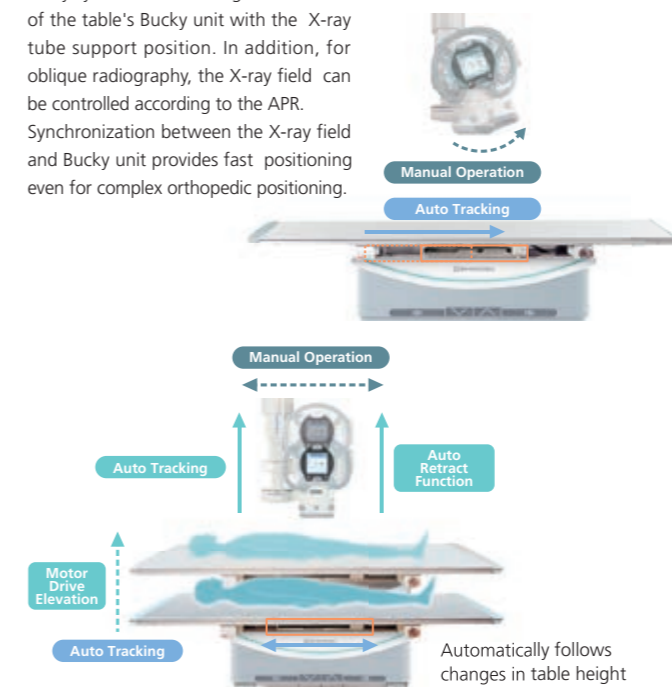 of the table's Bucky unit with the X-ray
tube support position. In addition, for
oblique radiography, the X-ray field can
be controlled according to the APR.
Synchronization between the X-ray field
and Bucky unit provides fast positioning
even for complex orthopedic positioning.
Manual Operation
Auto Tracking
Manual Operation
Auto Tracking
Auto
Retract
Function
Motor
Drive
Elevation
Auto Tracking
Automatically follows
changes in table height